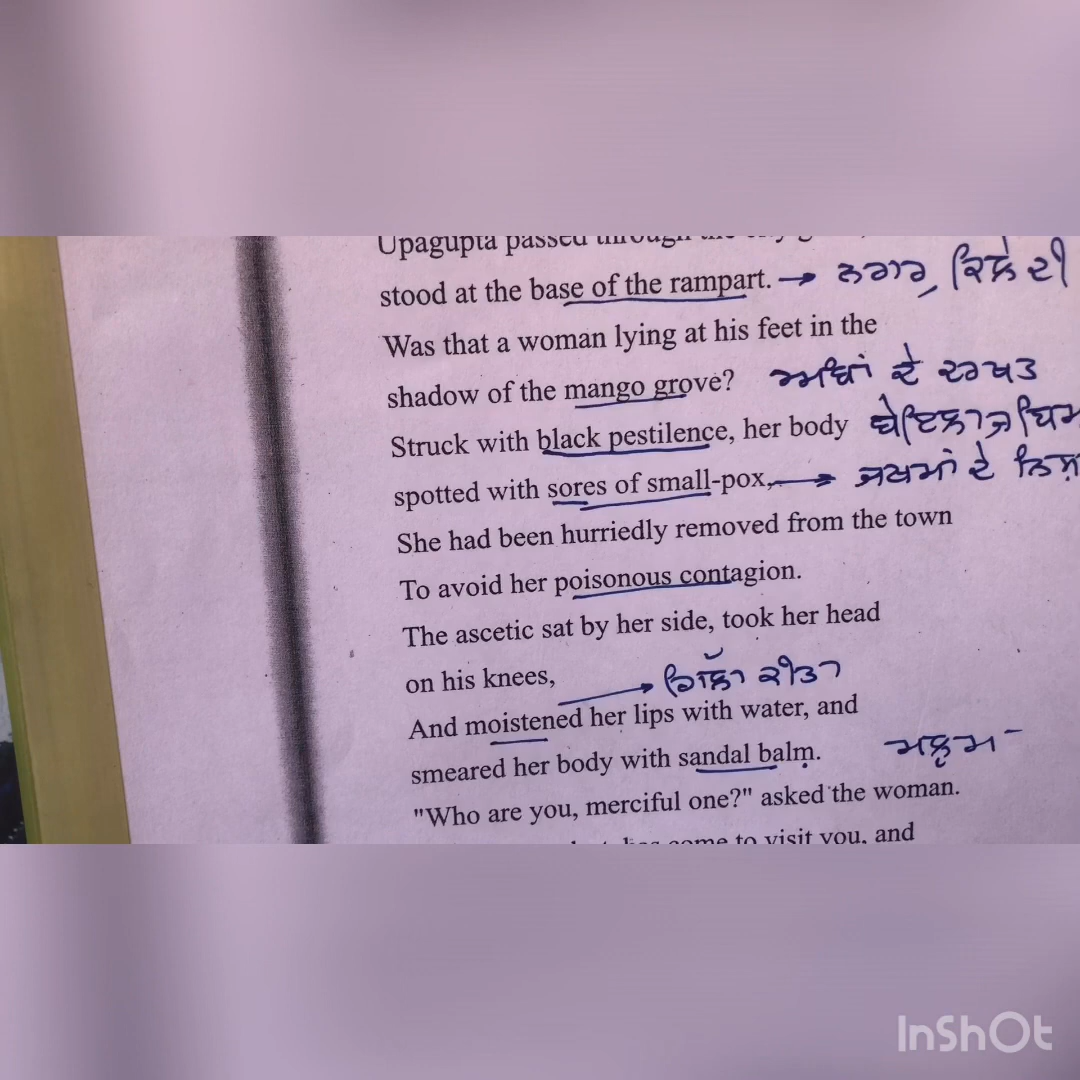 Upagupta passed through the city g
stood at the base of the rampart. → ਨਗਰ, ਕਿਲੇ ਦੀ
Was that a woman lying at his feet in the
shadow of the mango grove? ਅੰਬਾਂ ਦੇ ਦਰਖਤ
Struck with black pestilence, her body
spotted with sores of small-pox, → ਜਖਮਾਂ ਦੇ
She had been hurriedly removed from the town
To avoid her poisonous contagion.
The ascetic sat by her side, took her head
on his knees, → ਗਿੱਲਾ ਕੀਤਾ
And moistened her lips with water, and
smeared her body with sandal balm. ਮਲ੍ਹਮ
"Who are you, merciful one?" asked the woman.
come to visit you, and
InShOt